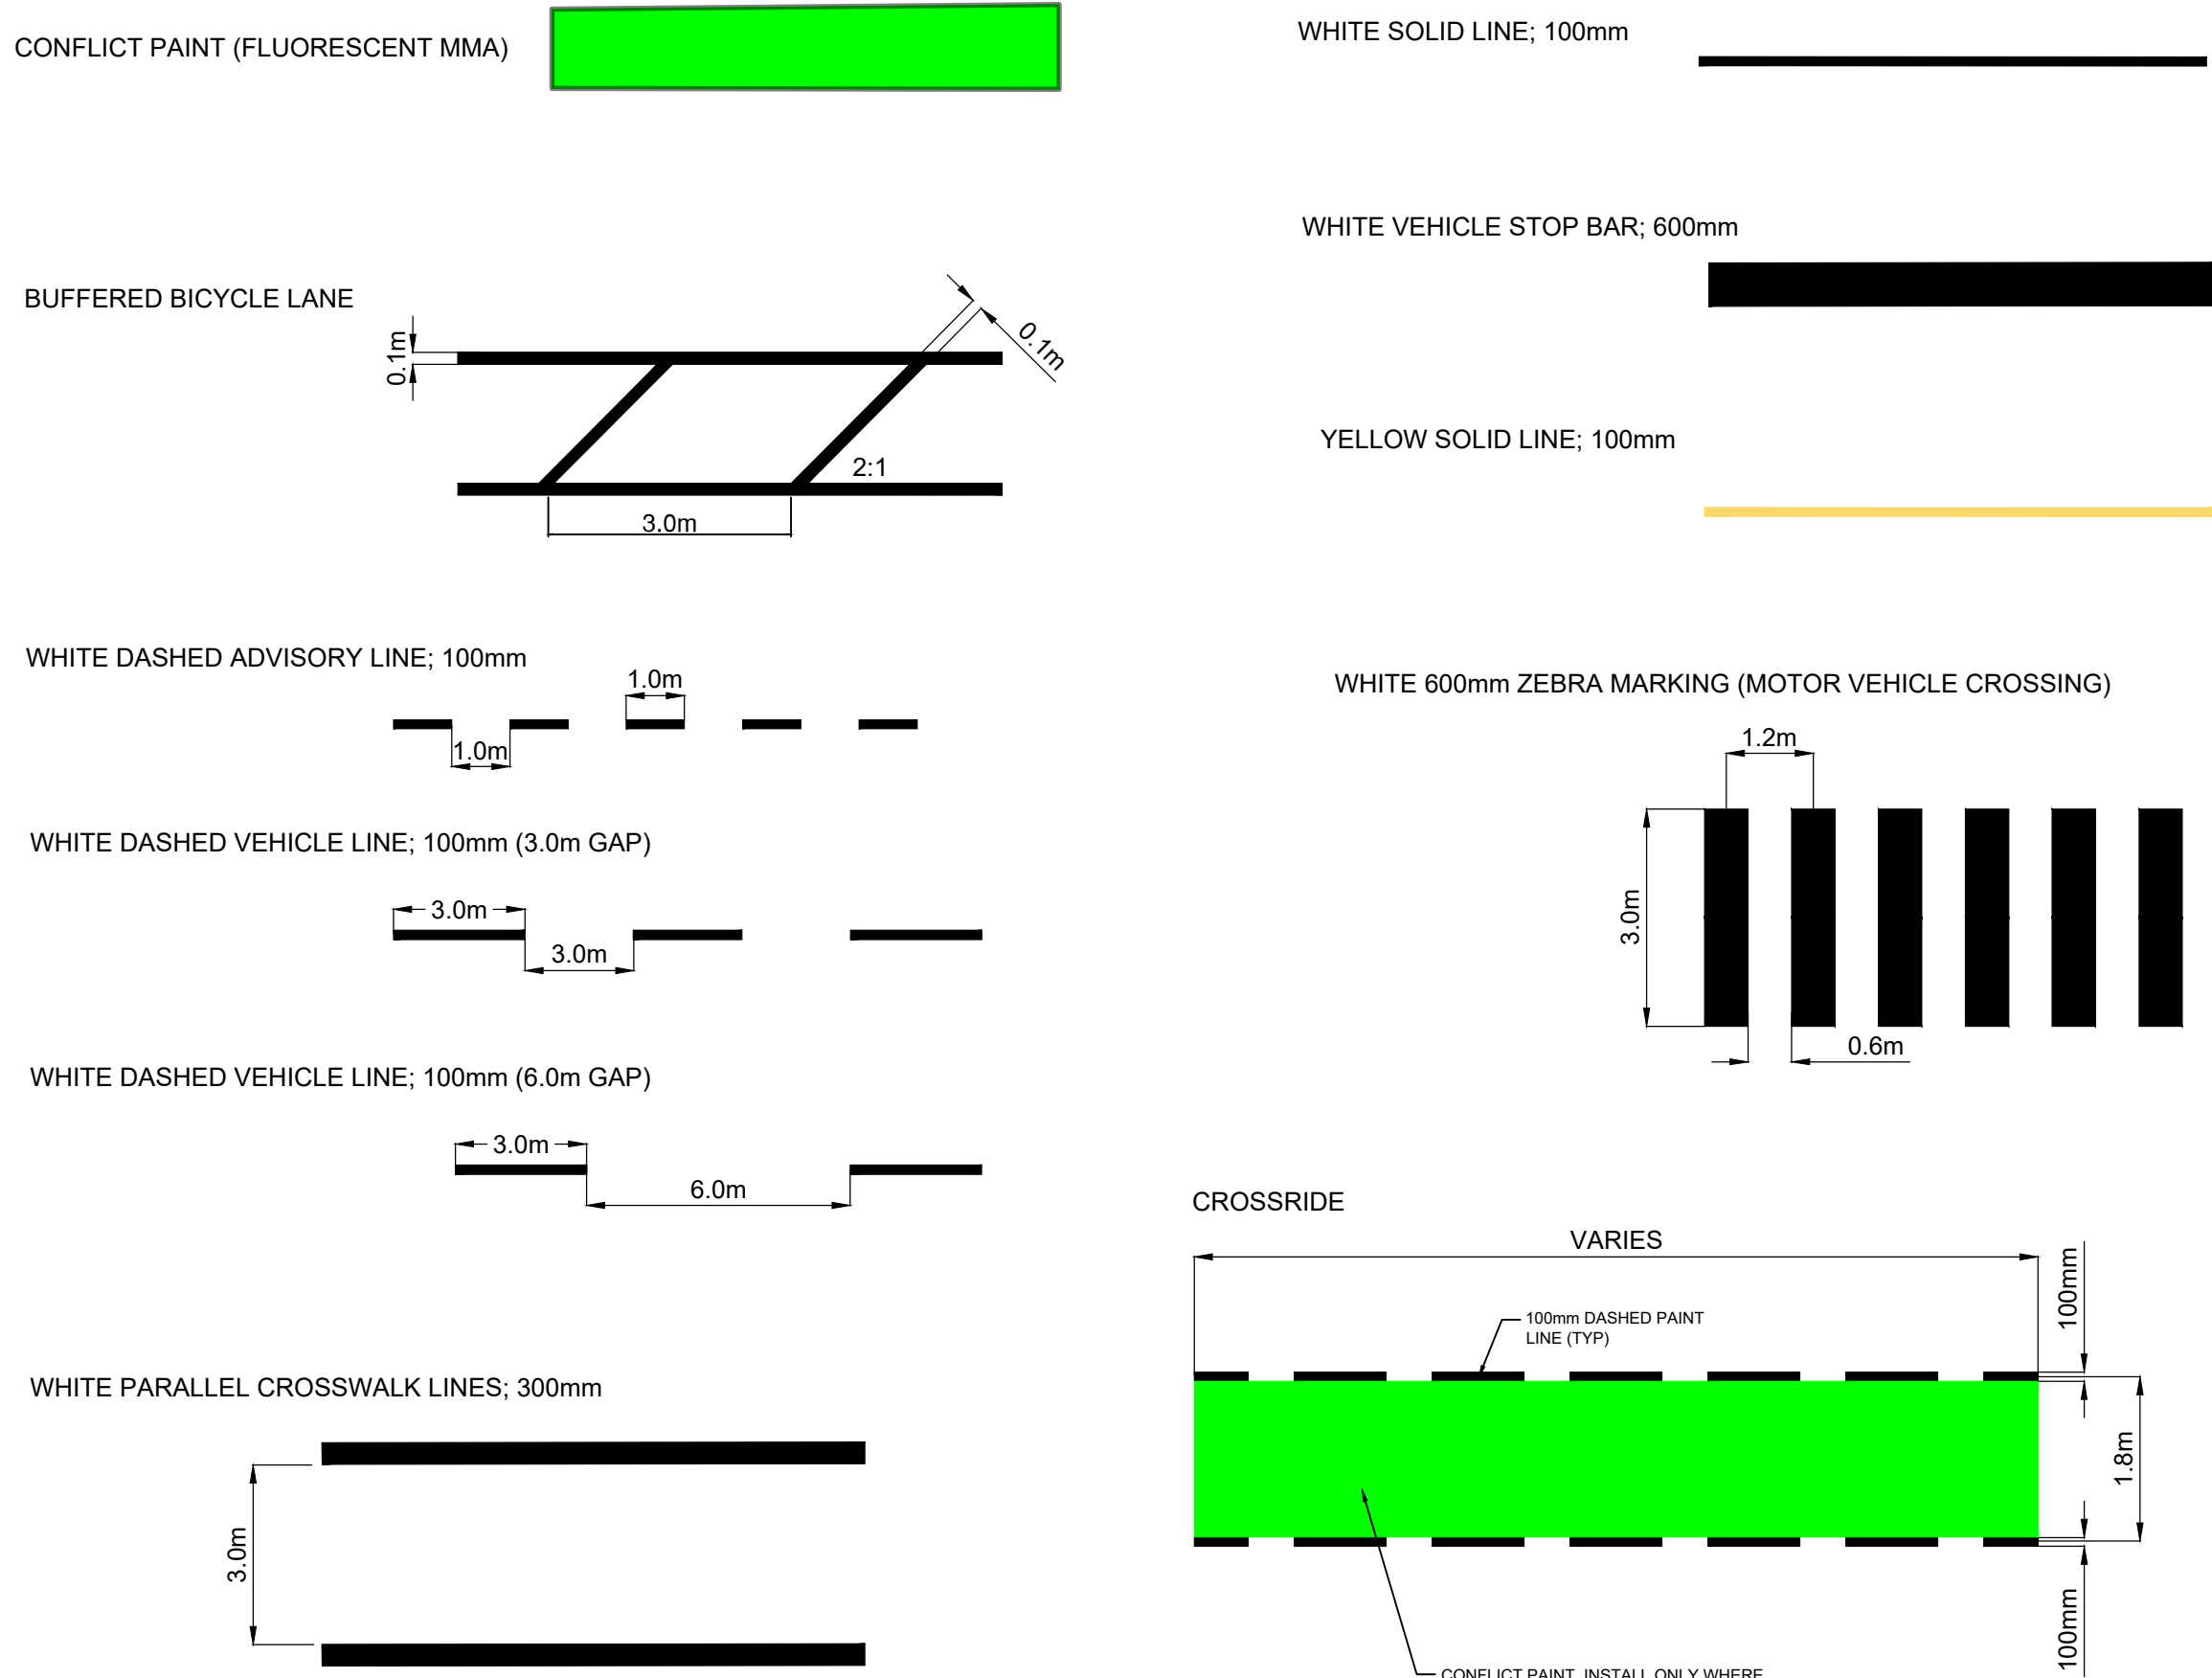 CONFLICT PAINT (FLUORESCENT MMA)
BUFFERED BICYCLE LANE
0.1m
0.1m
2:1
3.0m
WHITE DASHED ADVISORY LINE; 100mm
1.0m
1.0m
WHITE DASHED VEHICLE LINE; 100mm (3.0m GAP)
3.0m
3.0m
WHITE DASHED VEHICLE LINE; 100mm (6.0m GAP)
3.0m
6.0m
WHITE PARALLEL CROSSWALK LINES; 300mm
3.0m
WHITE SOLID LINE; 100mm
WHITE VEHICLE STOP BAR; 600mm
YELLOW SOLID LINE; 100mm
WHITE 600mm ZEBRA MARKING (MOTOR VEHICLE CROSSING)
1.2m
3.0m
0.6m
CROSSRIDE
VARIES
100mm DASHED PAINT
LINE (TYP)
100mm
1.8m
100mm
CONFLICT PAINT, INSTALL ONLY WHERE